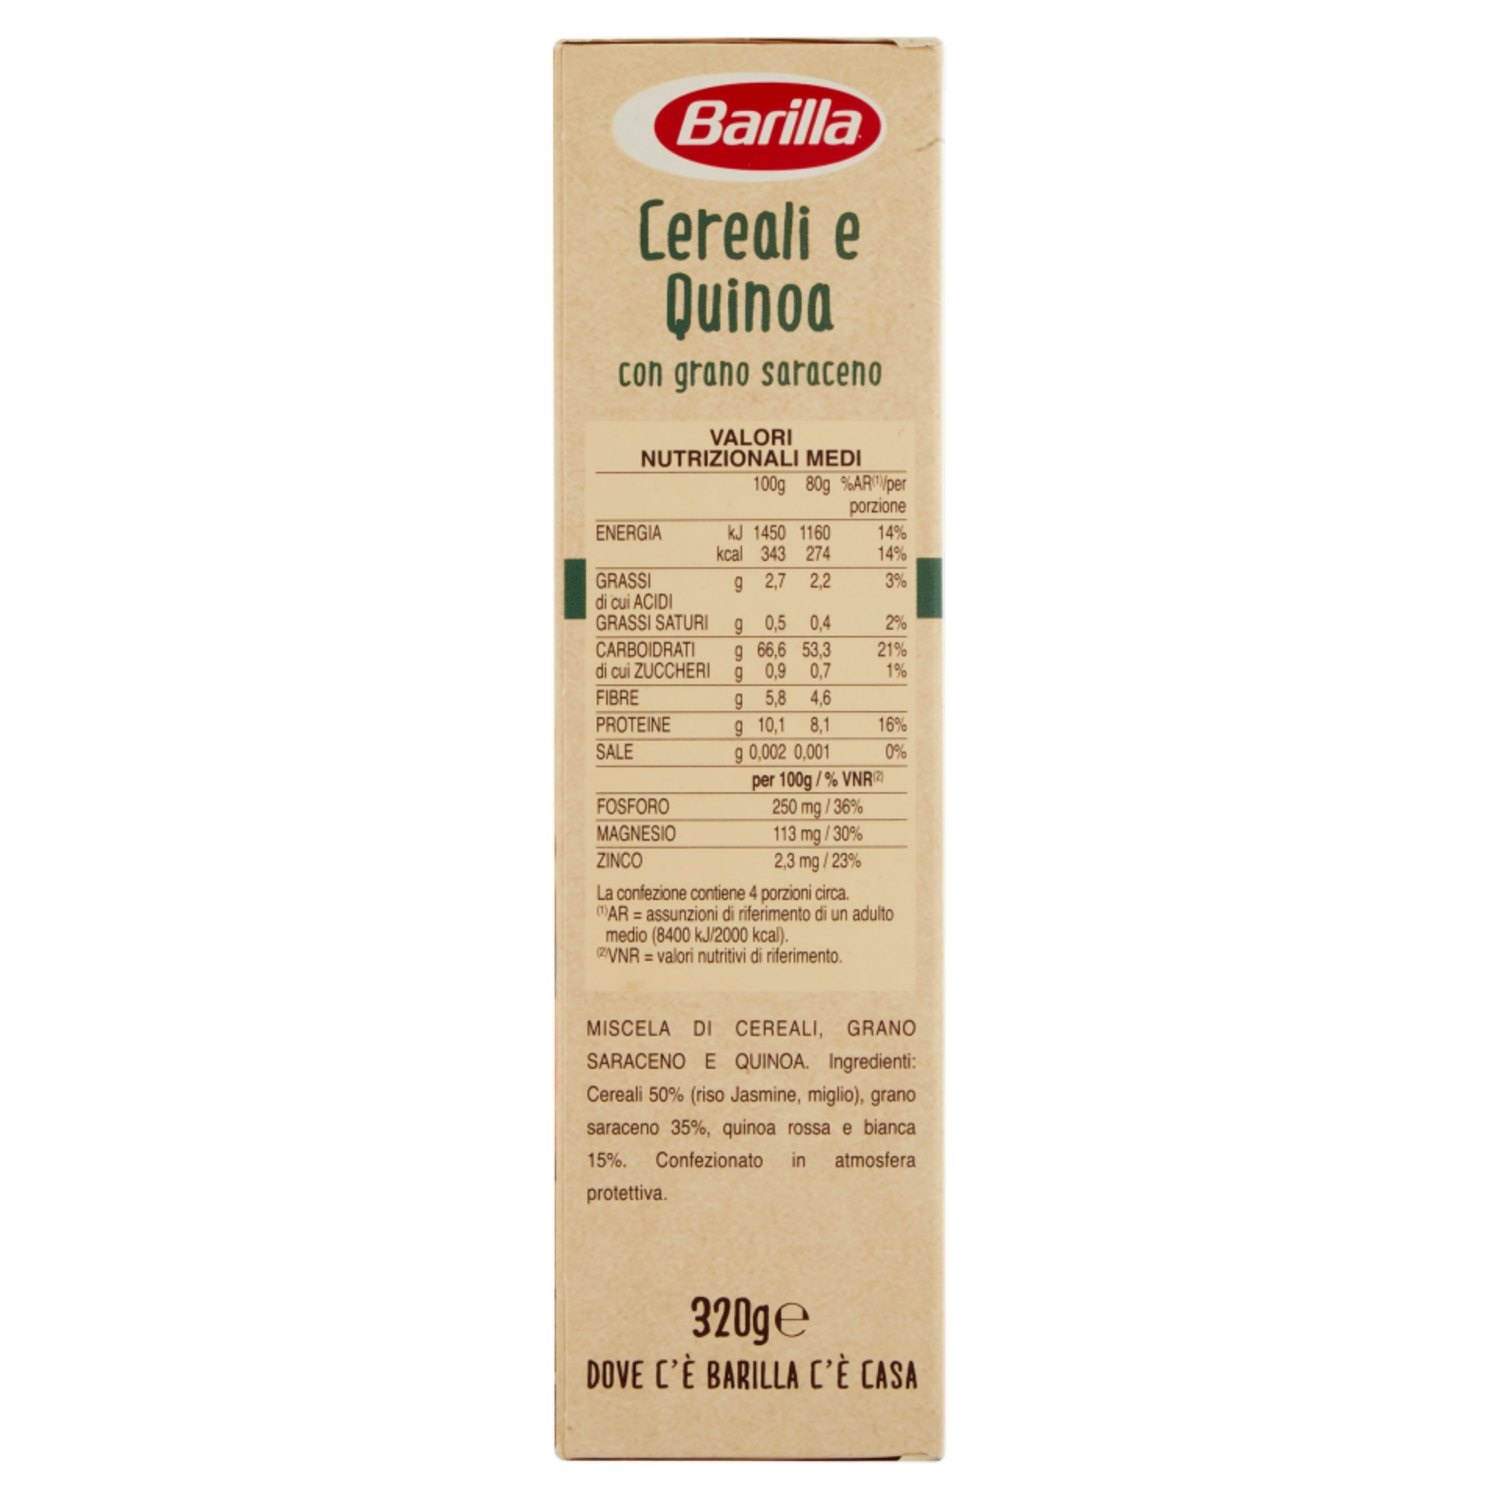 Barilla
Cereali e
Quinoa
con grano saraceno
VALORI
NUTRIZIONALI MEDI
100g 80g %AR⁽¹⁾/per
porzione
ENERGIA kJ 1450 1160 14%
kcal 343 274 14%
GRASSI g 2,7 2,2 3%
di cui ACIDI
GRASSI SATURI g 0,5 0,4 2%
CARBOIDRATI g 66,6 53,3 21%
di cui ZUCCHERI g 0,9 0,7 1%
FIBRE g 5,8 4,6
PROTEINE g 10,1 8,1 16%
SALE g 0,002 0,001 0%
per 100g / % VNR⁽²⁾
FOSFORO 250 mg / 36%
MAGNESIO 113 mg / 30%
ZINCO 2,3 mg / 23%
La confezione contiene 4 porzioni circa.
⁽¹⁾AR = assunzioni di riferimento di un adulto
medio (8400 kJ/2000 kcal).
⁽²⁾VNR = valori nutritivi di riferimento.
MISCELA DI CEREALI, GRANO
SARACENO E QUINOA. Ingredienti:
Cereali 50% (riso Jasmine, miglio), grano
saraceno 35%, quinoa rossa e bianca
15%. Confezionato in atmosfera
protettiva.
320g℮
DOVE C'È BARILLA C'È CASA